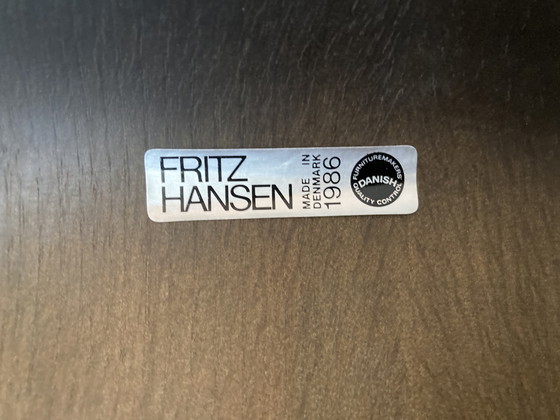 FRITZ
HANSEN
MADE IN
DENMARK
1986
FURNITUREMAKERS
DANISH
QUALITY CONTROL